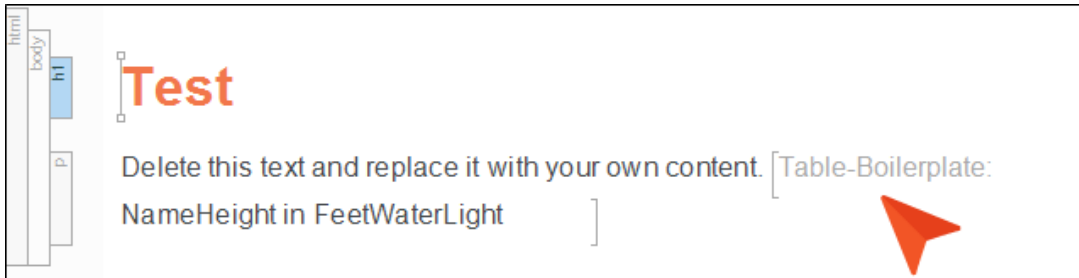 html
body
h1
p
Test
Delete this text and replace it with your own content. [Table-Boilerplate:
NameHeight in FeetWaterLight ]